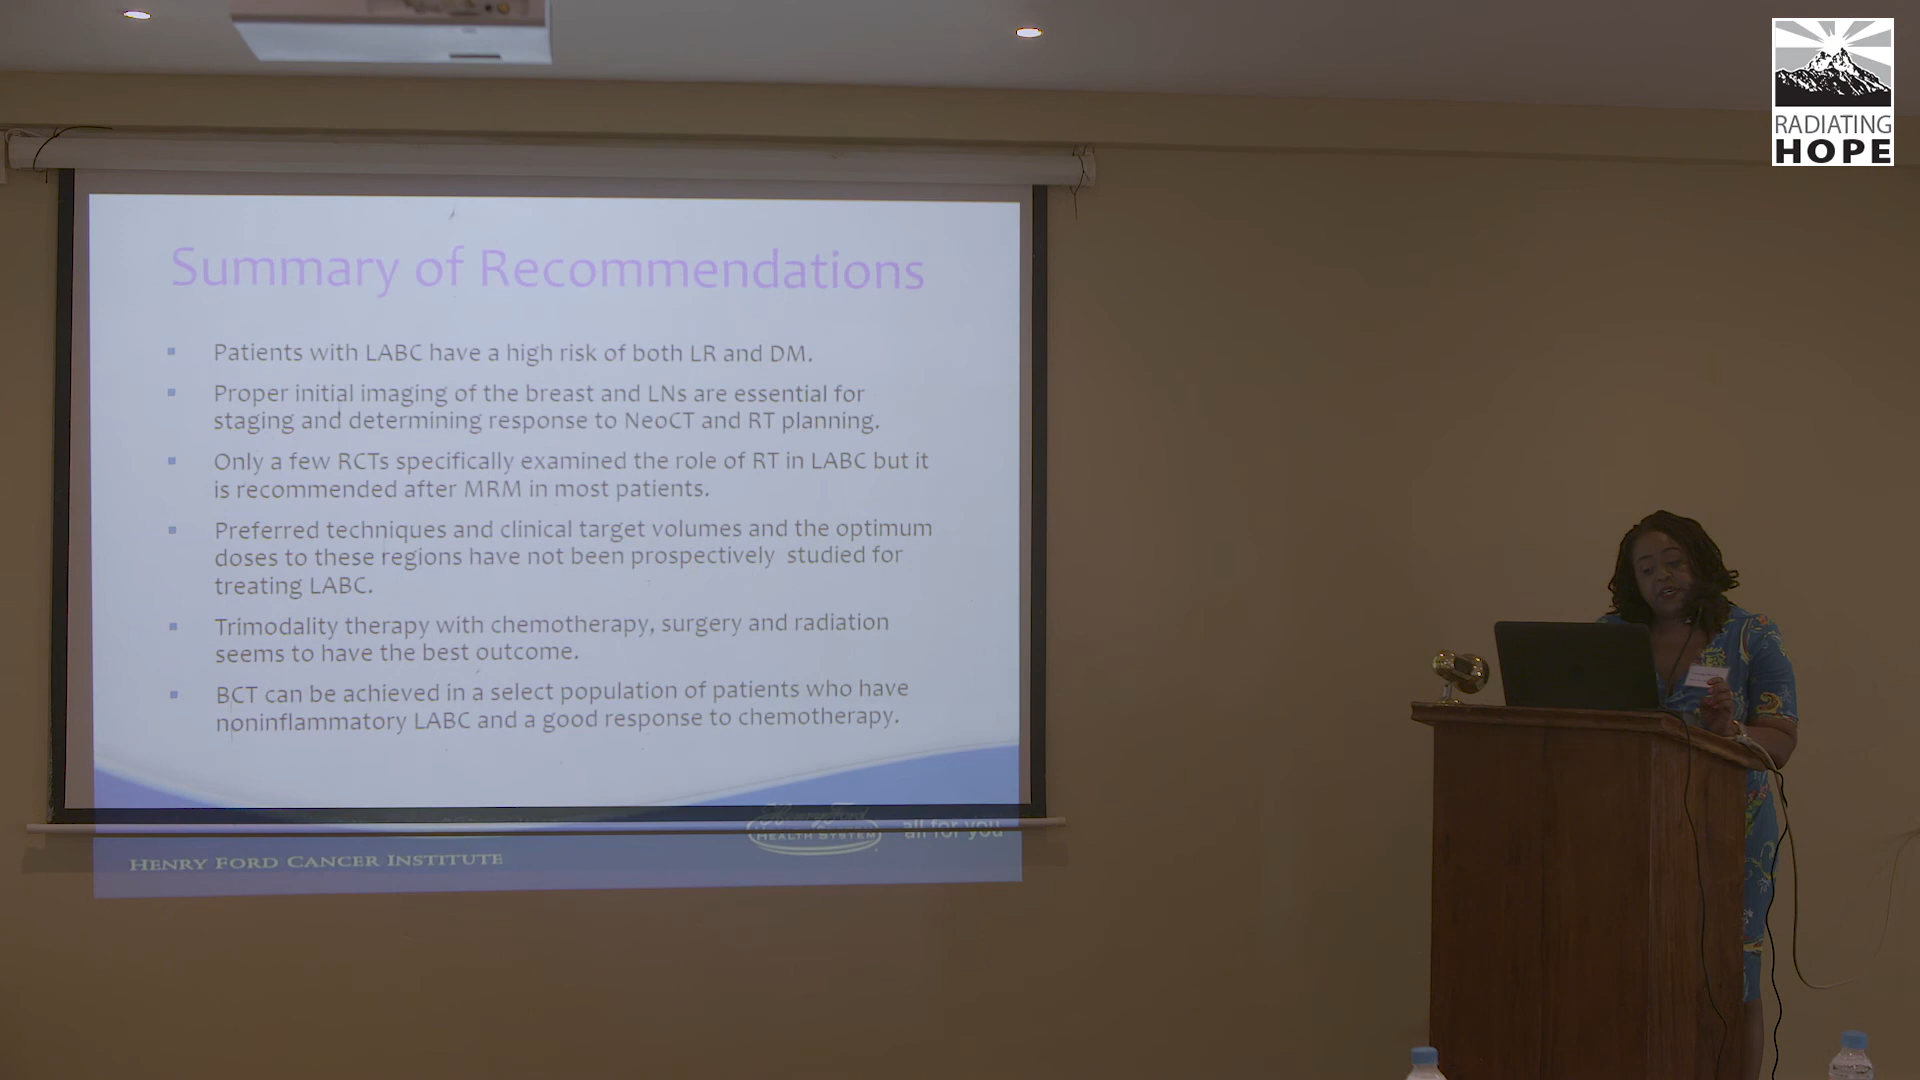 RADIATING
HOPE
Summary of Recommendations
Patients with LABC have a high risk of both LR and DM.
Proper initial imaging of the breast and LNs are essential for
staging and determining response to NeoCT and RT planning.
Only a few RCTs specifically examined the role of RT in LABC but it
is recommended after MRM in most patients.
Preferred techniques and clinical target volumes and the optimum
doses to these regions have not been prospectively studied for
treating LABC.
Trimodality therapy with chemotherapy, surgery and radiation
seems to have the best outcome.
BCT can be achieved in a select population of patients who have
noninflammatory LABC and a good response to chemotherapy.
Henry Ford
HEALTH SYSTEM
all for you
HENRY FORD CANCER INSTITUTE